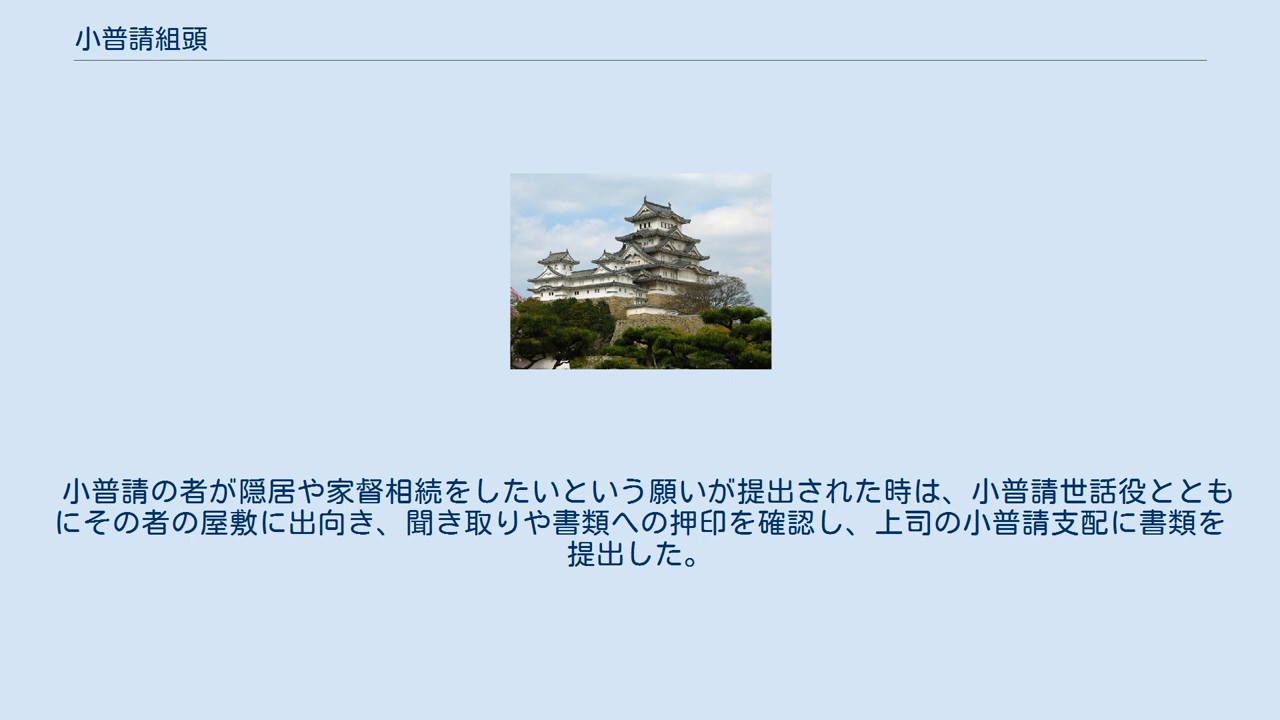 小普請組頭
小普請の者が隠居や家督相続をしたいという願いが提出された時は、小普請世話役ととも
にその者の屋敷に出向き、聞き取りや書類への押印を確認し、上司の小普請支配に書類を
提出した。